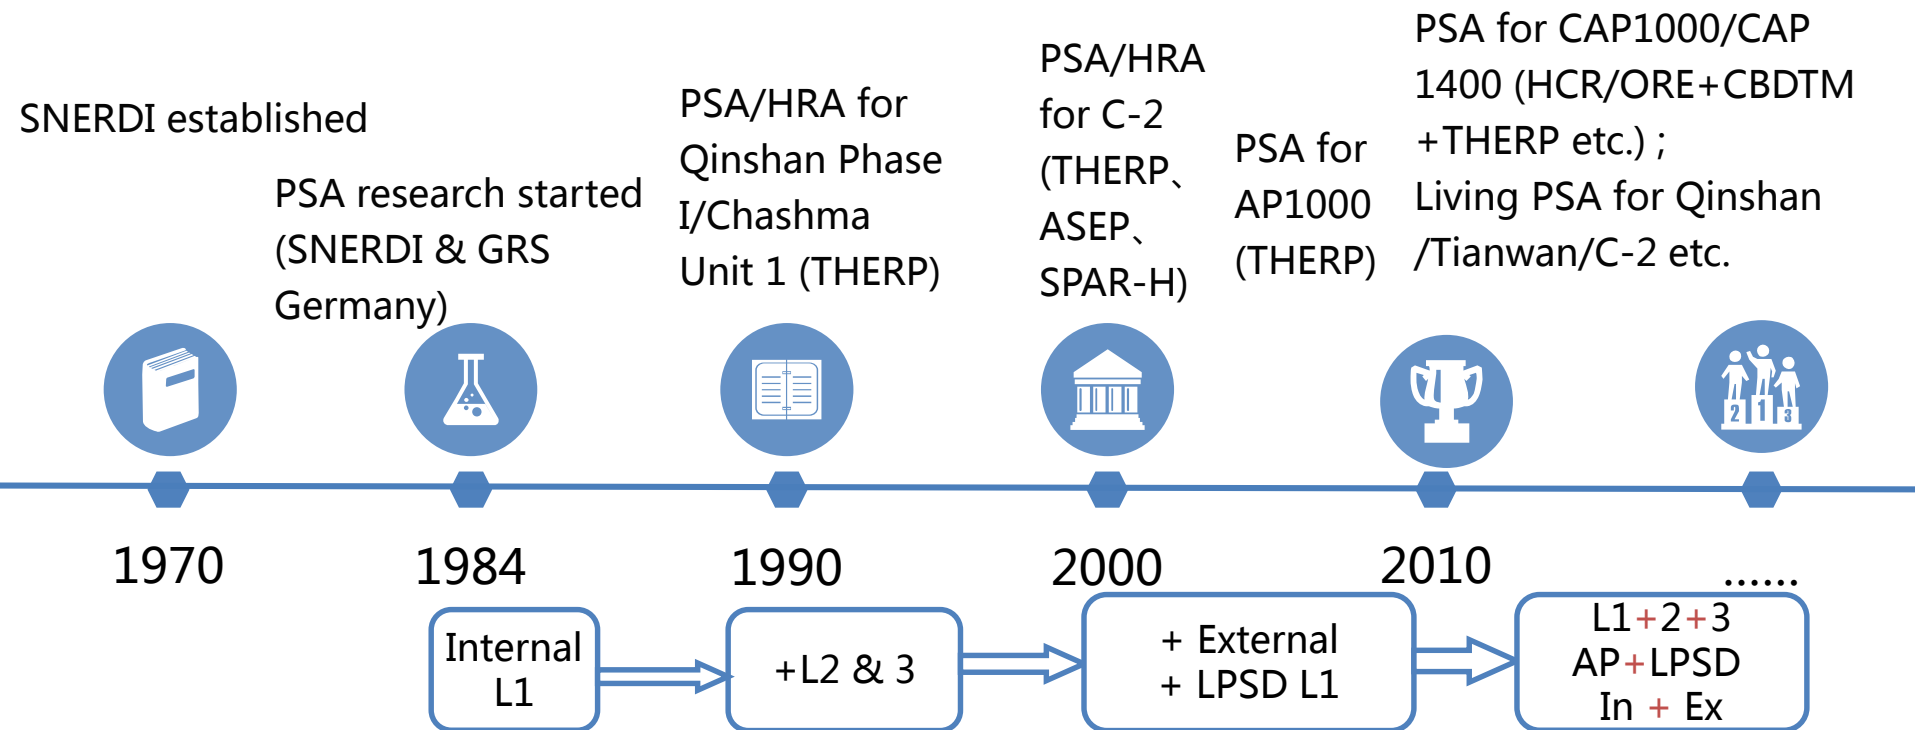 SNERDI established
PSA research started
(SNERDI & GRS
Germany)
PSA/HRA for
Qinshan Phase
I/Chashma
Unit 1 (THERP)
PSA/HRA
for C-2
(THERP、
ASEP、
SPAR-H)
PSA for
AP1000
(THERP)
PSA for CAP1000/CAP
1400 (HCR/ORE+CBDTM
+THERP etc.) ;
Living PSA for Qinshan
/Tianwan/C-2 etc.
2 1 3
1970
1984
1990
2000
2010
......
Internal
L1
+L2 & 3
+ External
+ LPSD L1
L1+2+3
AP+LPSD
In + Ex